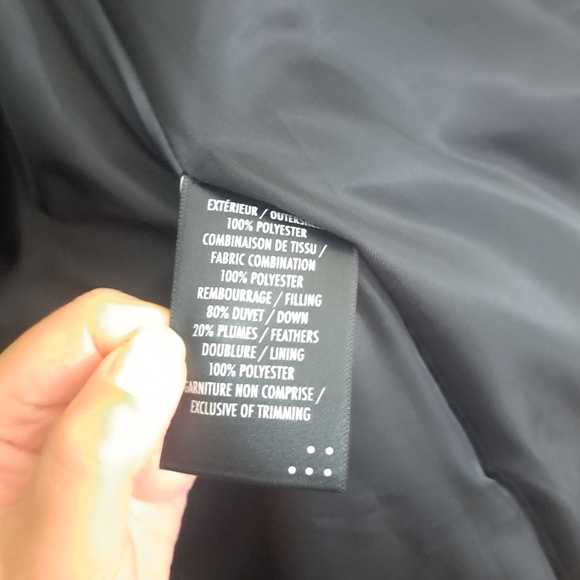 EXTÉRIEUR /
100% POLYESTER
COMBINAISON DE TISSU /
FABRIC COMBINATION
100% POLYESTER
REMBOURRAGE / FILLING
80% DUVET / DOWN
20% PLUMES / FEATHERS
DOUBLURE / LINING
100% POLYESTER
GARNITURE NON COMPRISE /
EXCLUSIVE OF TRIMMING